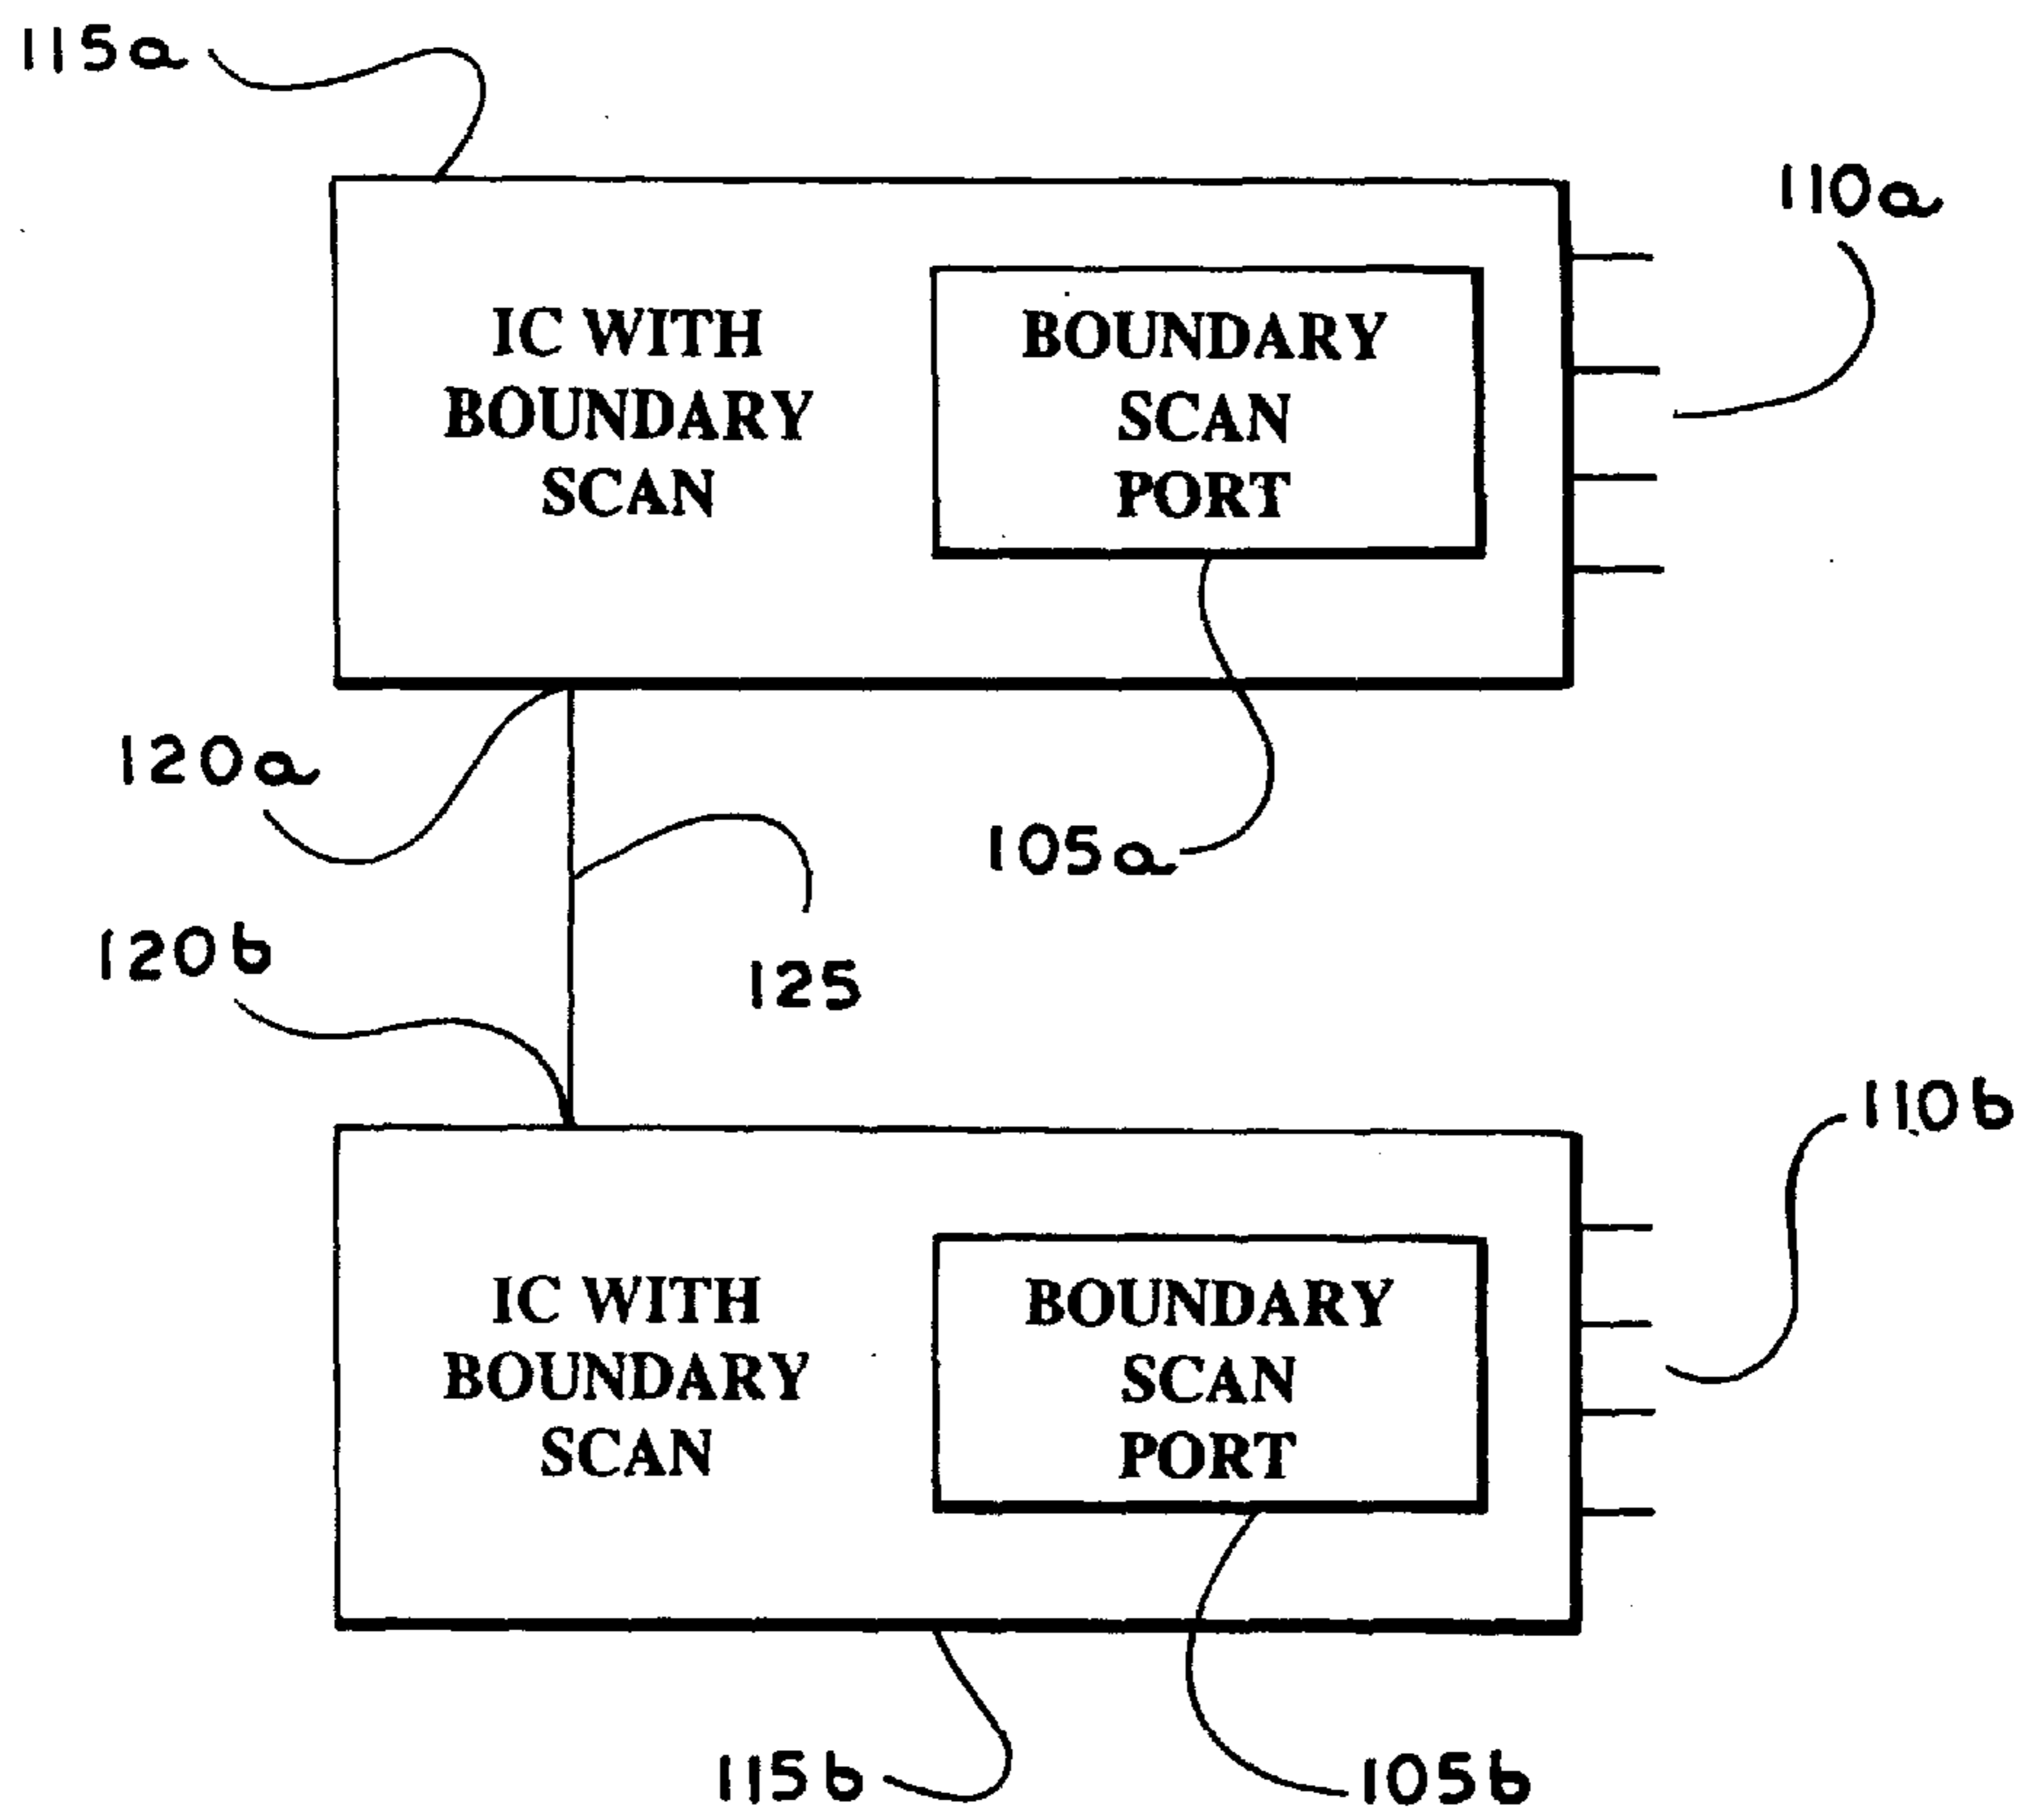 115a
110a
IC WITH
BOUNDARY
SCAN
BOUNDARY
SCAN
PORT
120a
105a
120b
125
110b
IC WITH
BOUNDARY
SCAN
BOUNDARY
SCAN
PORT
115b
105b